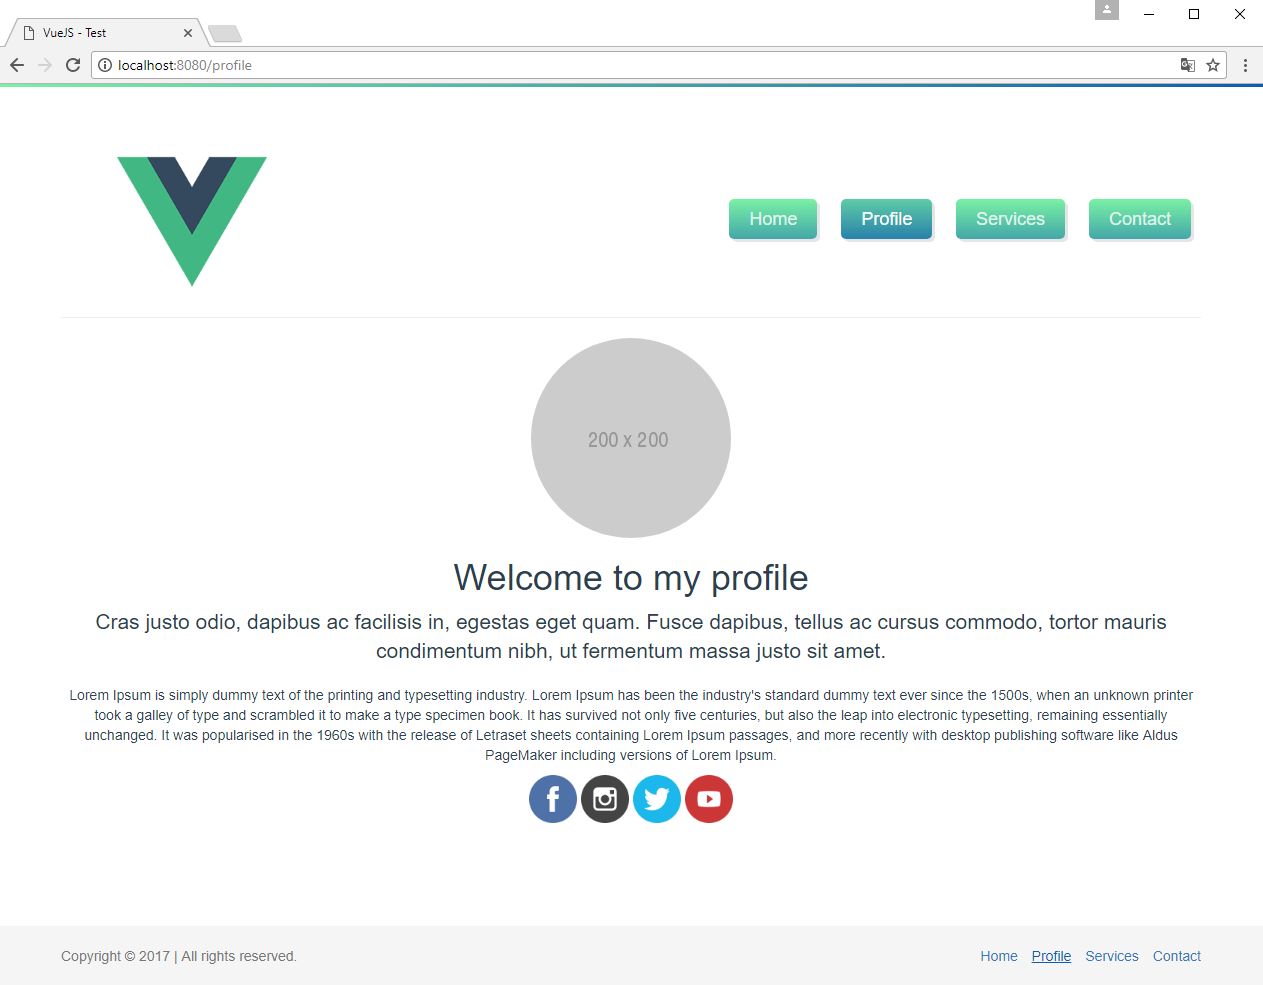 VueJS - Test
localhost:8080/profile
Home Profile Services Contact
200 x 200
Welcome to my profile
Cras justo odio, dapibus ac facilisis in, egestas eget quam. Fusce dapibus, tellus ac cursus commodo, tortor mauris
condimentum nibh, ut fermentum massa justo sit amet.
Lorem Ipsum is simply dummy text of the printing and typesetting industry. Lorem Ipsum has been the industry's standard dummy text ever since the 1500s, when an unknown printer
took a galley of type and scrambled it to make a type specimen book. It has survived not only five centuries, but also the leap into electronic typesetting, remaining essentially
unchanged. It was popularised in the 1960s with the release of Letraset sheets containing Lorem Ipsum passages, and more recently with desktop publishing software like Aldus
PageMaker including versions of Lorem Ipsum.
Copyright © 2017 | All rights reserved. Home Profile Services Contact